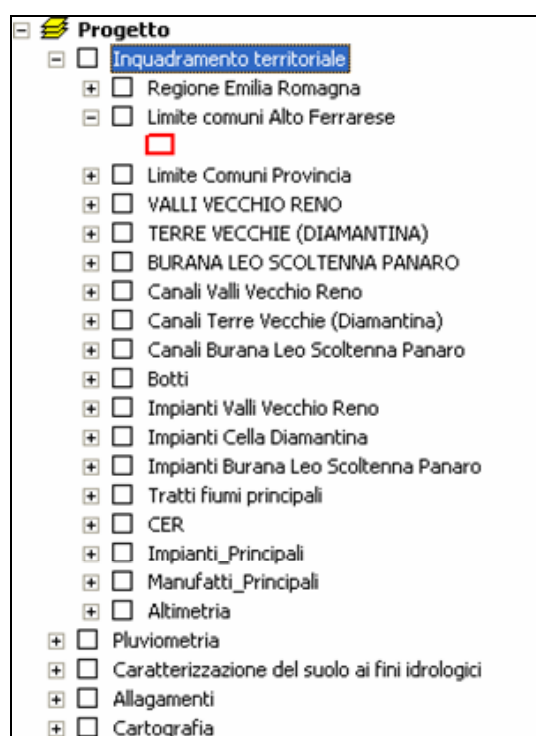 Progetto
Inquadramento territoriale
Regione Emilia Romagna
Limite comuni Alto Ferrarese
Limite Comuni Provincia
VALLI VECCHIO RENO
TERRE VECCHIE (DIAMANTINA)
BURANA LEO SCOLTENNA PANARO
Canali Valli Vecchio Reno
Canali Terre Vecchie (Diamantina)
Canali Burana Leo Scoltenna Panaro
Botti
Impianti Valli Vecchio Reno
Impianti Cella Diamantina
Impianti Burana Leo Scoltenna Panaro
Tratti fiumi principali
CER
Impianti_Principali
Manufatti_Principali
Altimetria
Pluviometria
Caratterizzazione del suolo ai fini idrologici
Allagamenti
Cartografia